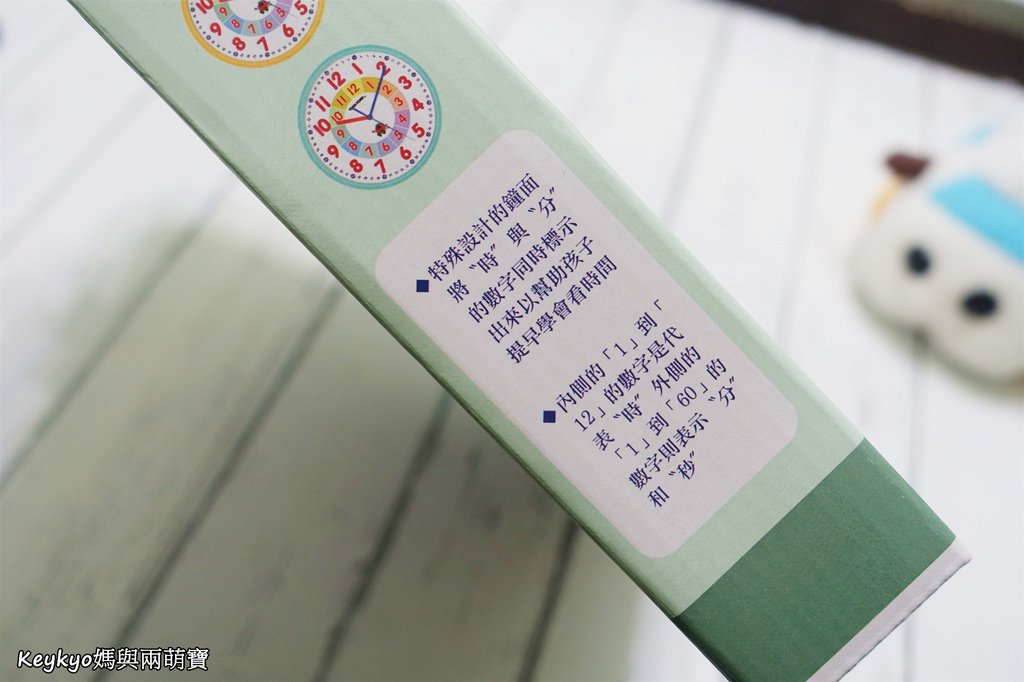 ◆特殊設計的鐘面
將〝時〞與〝分〞
的數字同時標示
出來以幫助孩子
提早學會看時間
◆內側的「1」到「
12」的數字是代
表〝時〞外側的
「1」到「60」的
數字則表示〝分〞
和〝秒〞
Keykyo媽與兩萌寶